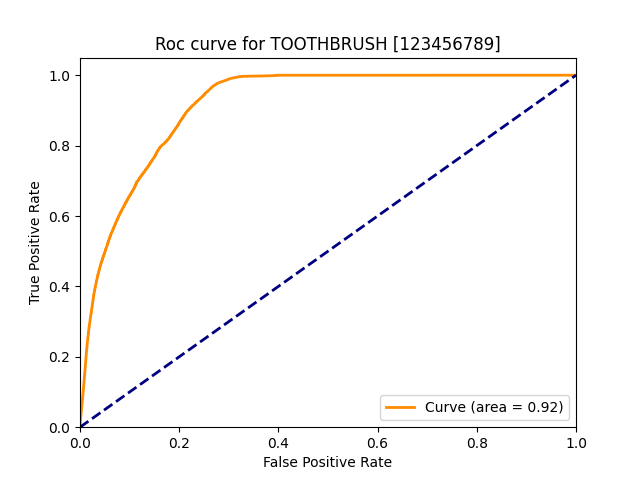 Roc curve for TOOTHBRUSH [123456789]
True Positive Rate
1.0
0.8
0.6
0.4
0.2
0.0
0.0 0.2 0.4 0.6 0.8 1.0
False Positive Rate
Curve (area = 0.92)